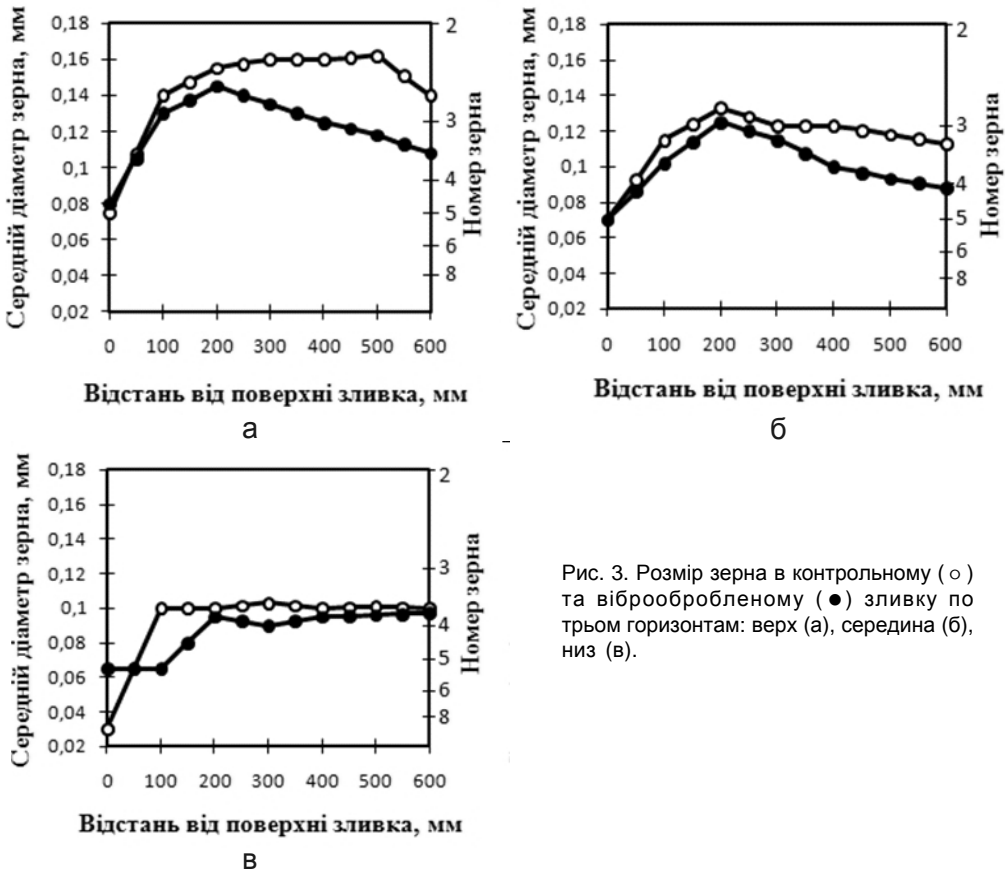 Середній діаметр зерна, мм
0,18
0,16
0,14
0,12
0,1
0,08
0,06
0,04
0,02
0 100 200 300 400 500 600
Відстань від поверхні зливка, мм
2
3
4
5
6
8
Номер зерна
а
Середній діаметр зерна, мм
0,18
0,16
0,14
0,12
0,1
0,08
0,06
0,04
0,02
0 100 200 300 400 500 600
Відстань від поверхні зливка, мм
2
3
4
5
6
8
Номер зерна
б
Середній діаметр зерна, мм
0,18
0,16
0,14
0,12
0,1
0,08
0,06
0,04
0,02
0 100 200 300 400 500 600
Відстань від поверхні зливка, мм
2
3
4
5
6
8
Номер зерна
в
Рис. 3. Розмір зерна в контрольному (○)
та віброобробленому (●) зливку по
трьом горизонтам: верх (а), середина (б),
низ (в).